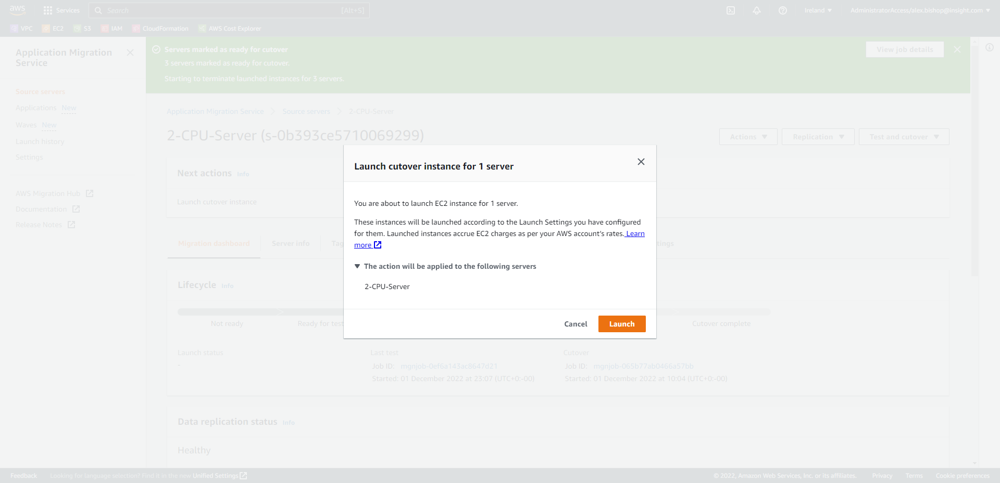 aws
Services
Search
[Alt+S]
Ireland
AdministratorAccess/alex.bishop@insight.com
VPC
EC2
S3
IAM
CloudFormation
AWS Cost Explorer
Application Migration
Service
Source servers
Applications New
Waves New
Launch history
Settings
AWS Migration Hub
Documentation
Release Notes
Servers marked as ready for cutover
3 servers marked as ready for cutover.
Starting to terminate launched instances for 3 servers.
View job details
Application Migration Service
Source servers
2-CPU-Server
2-CPU-Server (s-0b393ce5710069299)
Actions
Replication
Test and cutover
Next actions Info
Launch cutover instance
Migration dashboard
Server info
Tag
tings
Lifecycle Info
Not ready
Ready for test
Cutover complete
Launch status
-
Last test
Job ID: mgnjob-0ef6a143ac8647d21
Started: 01 December 2022 at 23:07 (UTC+0:-00)
Cutover
Job ID: mgnjob-065b77ab0466a57bb
Started: 01 December 2022 at 10:04 (UTC+0:-00)
Data replication status Info
Healthy
Launch cutover instance for 1 server
You are about to launch EC2 instance for 1 server.
These instances will be launched according to the Launch Settings you have configured
for them. Launched instances accrue EC2 charges as per your AWS account's rates. Learn
more
The action will be applied to the following servers
2-CPU-Server
Cancel
Launch
Feedback
Looking for language selection? Find it in the new Unified Settings
© 2022, Amazon Web Services, Inc. or its affiliates.
Privacy
Terms
Cookie preferences